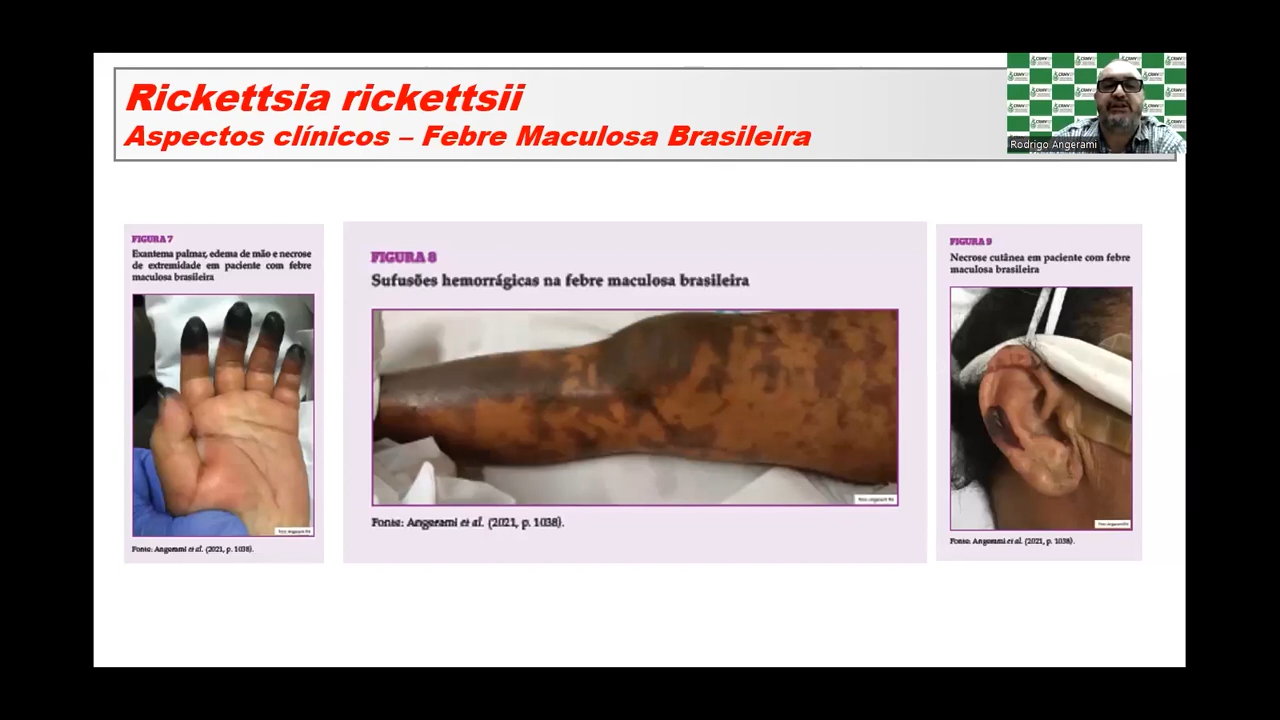 Rickettsia rickettsii
Aspectos clínicos – Febre Maculosa Brasileira
Rodrigo Angerami
FIGURA 7
Exantema palmar, edema de mão e necrose
de extremidade em paciente com febre
maculosa brasileira
Fonte: Angerami et al. (2021, p. 1038).
FIGURA 8
Sufusões hemorrágicas na febre maculosa brasileira
Fonte: Angerami et al. (2021, p. 1038).
FIGURA 9
Necrose cutânea em paciente com febre
maculosa brasileira
Fonte: Angerami et al. (2021, p. 1038).